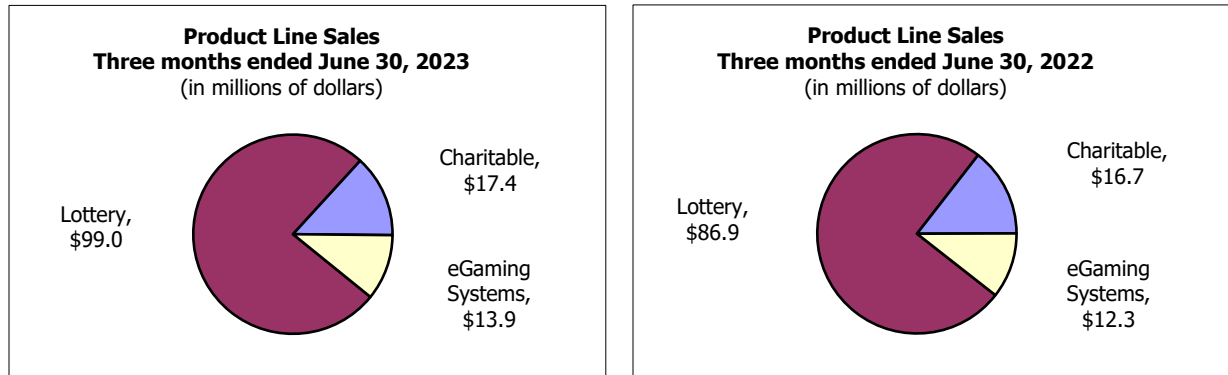 Product Line Sales
Three months ended June 30, 2023
(in millions of dollars)
Charitable,
$17.4
Lottery,
$99.0
eGaming
Systems,
$13.9
Product Line Sales
Three months ended June 30, 2022
(in millions of dollars)
Charitable,
$16.7
Lottery,
$86.9
eGaming
Systems,
$12.3